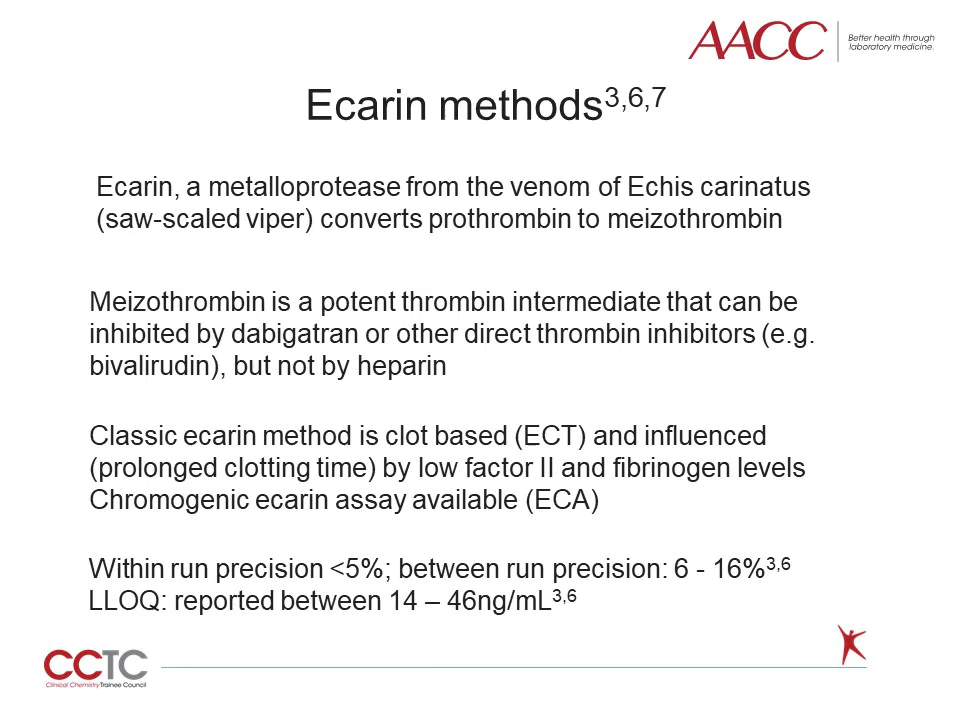 AACC
Better health through
laboratory medicine.
Ecarin methods3,6,7
Ecarin, a metalloprotease from the venom of Echis carinatus
(saw-scaled viper) converts prothrombin to meizothrombin
Meizothrombin is a potent thrombin intermediate that can be
inhibited by dabigatran or other direct thrombin inhibitors (e.g.
bivalirudin), but not by heparin
Classic ecarin method is clot based (ECT) and influenced
(prolonged clotting time) by low factor II and fibrinogen levels
Chromogenic ecarin assay available (ECA)
Within run precision <5%; between run precision: 6 - 16%3,6
LLOQ: reported between 14 – 46ng/mL3,6
CCTC
Clinical Chemistry Trainee Council